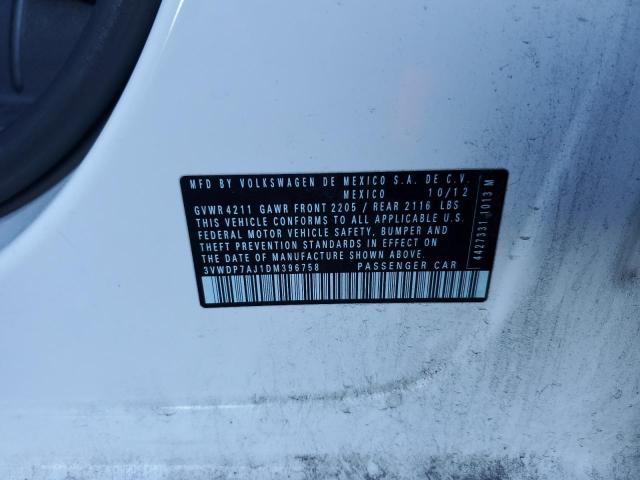 MFD BY VOLKSWAGEN DE MEXICO S.A. DE C.V.
MEXICO 10/12
GVWR 4211 GAWR FRONT 2205 / REAR 2116 LBS
THIS VEHICLE CONFORMS TO ALL APPLICABLE U.S.
FEDERAL MOTOR VEHICLE SAFETY, BUMPER AND
THEFT PREVENTION STANDARDS IN EFFECT ON
THE DATE OF MANUFACTURE SHOWN ABOVE.
3VWDP7AJ1DM396758 PASSENGER CAR
4427331 1013 M